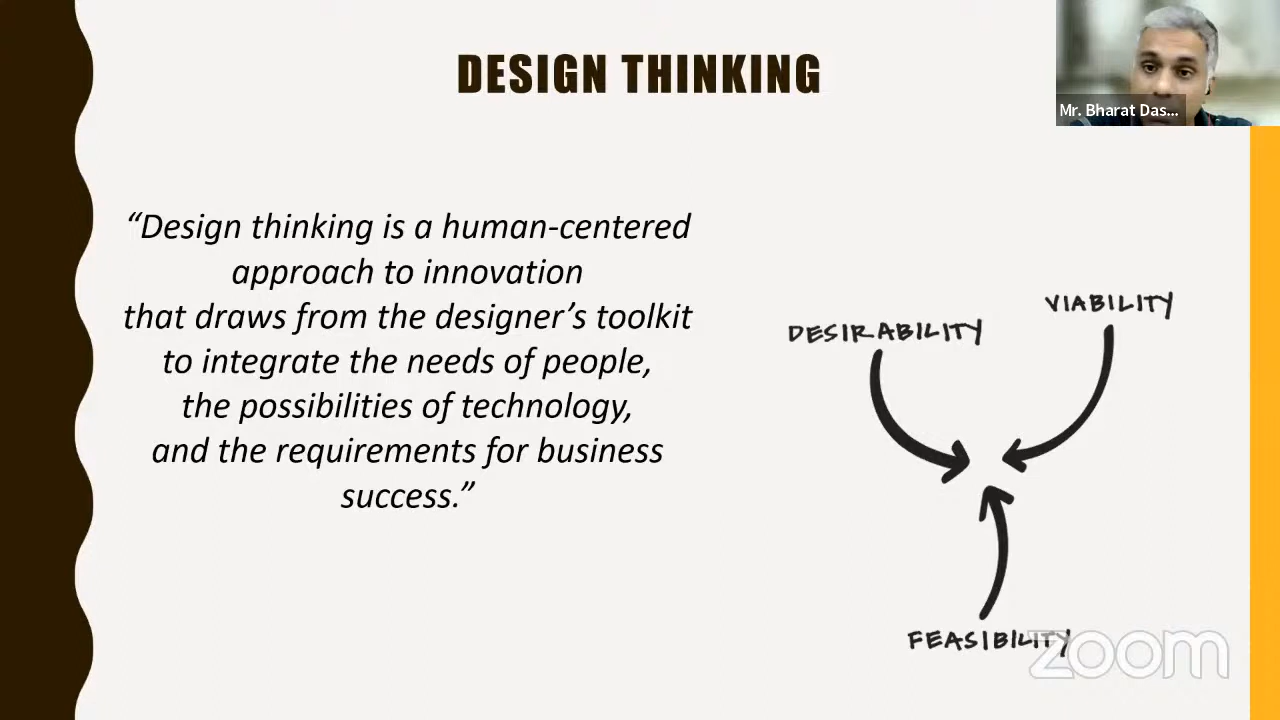 DESIGN THINKING
Mr. Bharat Das...
“Design thinking is a human-centered
approach to innovation
that draws from the designer’s toolkit
to integrate the needs of people,
the possibilities of technology,
and the requirements for business
success.”
VIABILITY
DESIRABILITY
FEASIBILITY
zoom